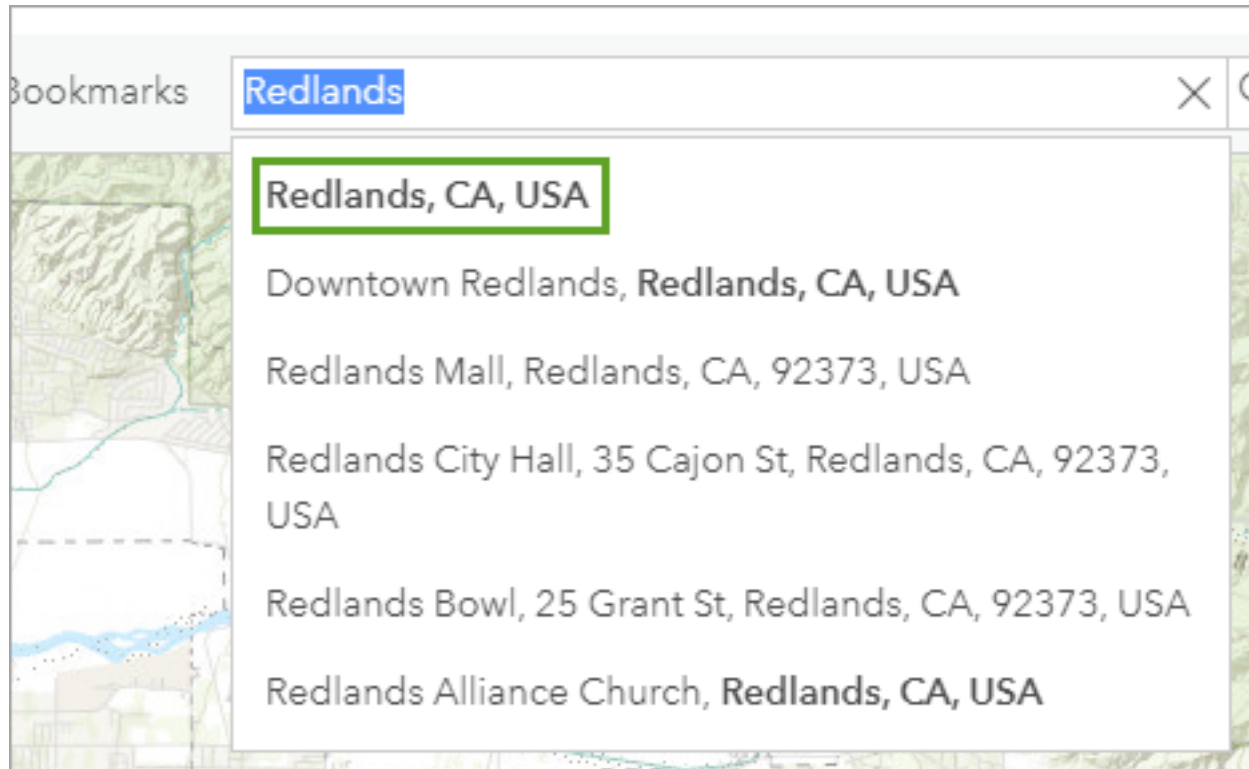 Bookmarks
Redlands
Redlands, CA, USA
Downtown Redlands, Redlands, CA, USA
Redlands Mall, Redlands, CA, 92373, USA
Redlands City Hall, 35 Cajon St, Redlands, CA, 92373,
USA
Redlands Bowl, 25 Grant St, Redlands, CA, 92373, USA
Redlands Alliance Church, Redlands, CA, USA